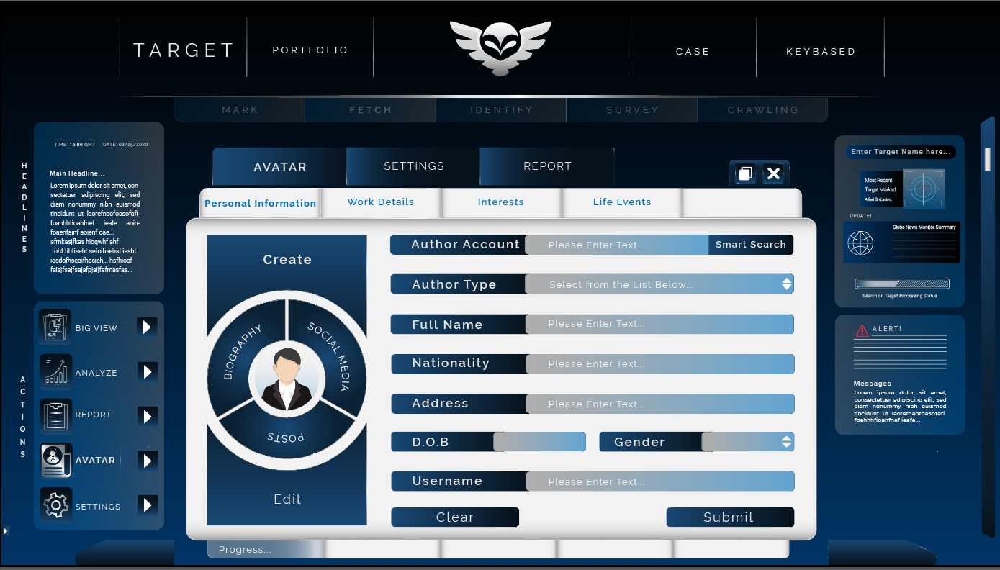 TARGET
PORTFOLIO
CASE
KEYBASED
MARK
FETCH
IDENTIFY
SURVEY
CRAWLING
HEADLINES
TIME: 15:00 GMT DATE: 02/25/2020
Main Headline...
Lorem ipsum dolor sit amet, con-
sectetuer adipiscing elit, sed
diam nonummy nibh euismod
tincidunt ut laorefnaofoasofafi-
foahhhfioahfnef ieafe aoin-
foaenfainf aoienf oae...
afmkasjfkas hioqwhf ahf
fohf fihfisehf sefoihsehsf ieshf
iosdofhseoifhosieh... hsfhioaf
faisjfsajfsajafpjaijfafmasfas...
ACTIONS
BIG VIEW
ANALYZE
REPORT
AVATAR
SETTINGS
AVATAR
SETTINGS
REPORT
Personal Information
Work Details
Interests
Life Events
Create
BIOGRAPHY
SOCIAL MEDIA
POSTS
Edit
Author Account
Please Enter Text...
Smart Search
Author Type
Select from the List Below...
Full Name
Please Enter Text...
Nationality
Please Enter Text...
Address
Please Enter Text...
D.O.B
Gender
Username
Please Enter Text...
Clear
Submit
Progress...
Enter Target Name here...
Most Recent
Target Marked:
Alfred Bin Laden..
UPDATE!
Globe News Monitor Summary
Search on Target Processing Status
ALERT!
Messages
Lorem ipsum dolor sit amet,
consectetuer adipiscing elit, sed
diam nonummy nibh euismod
tincidunt ut laorefnaofoasofafi
foahhhfioahfnef ieafe...